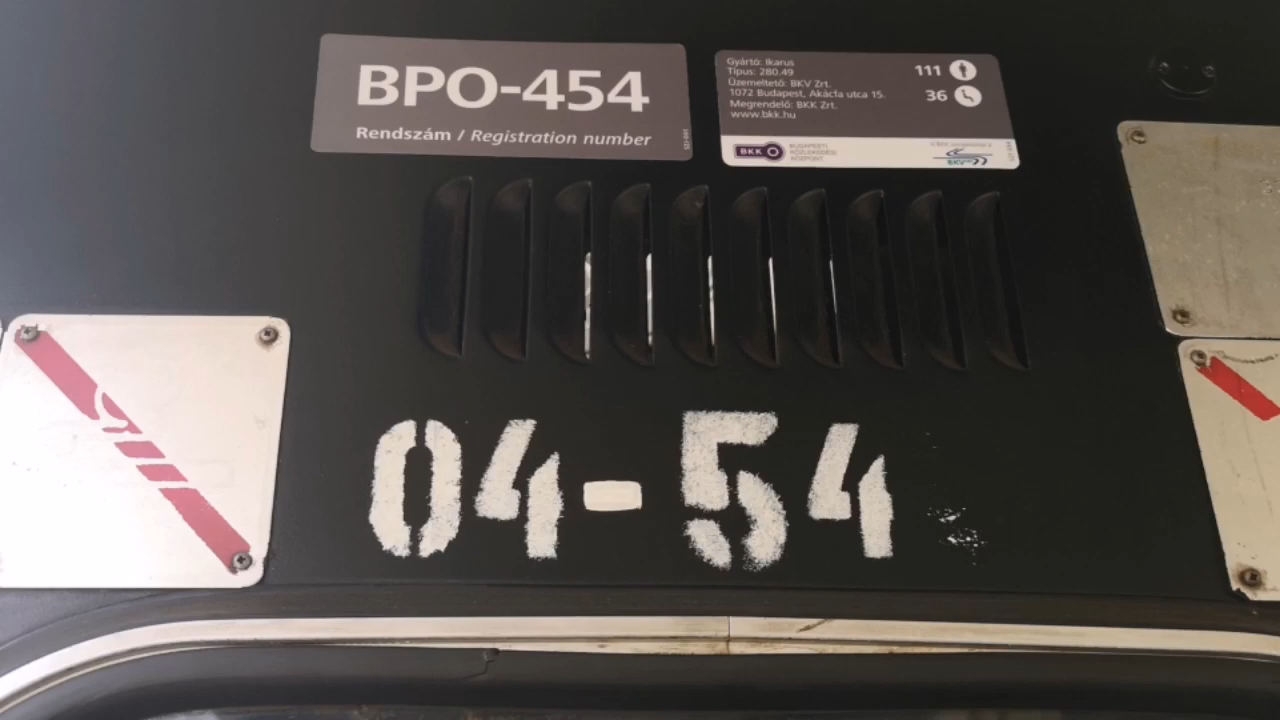 BPO-454
Rendszám / Registration number
Gyártó: Ikarus
Típus: 280.49
Üzemeltető: BKV Zrt.
1072 Budapest, Akácfa utca 15.
Megrendelő: BKK Zrt.
www.bkk.hu
111
36
BKK
BUDAPESTI
KÖZLEKEDÉSI
KÖZPONT
BKV
04-54